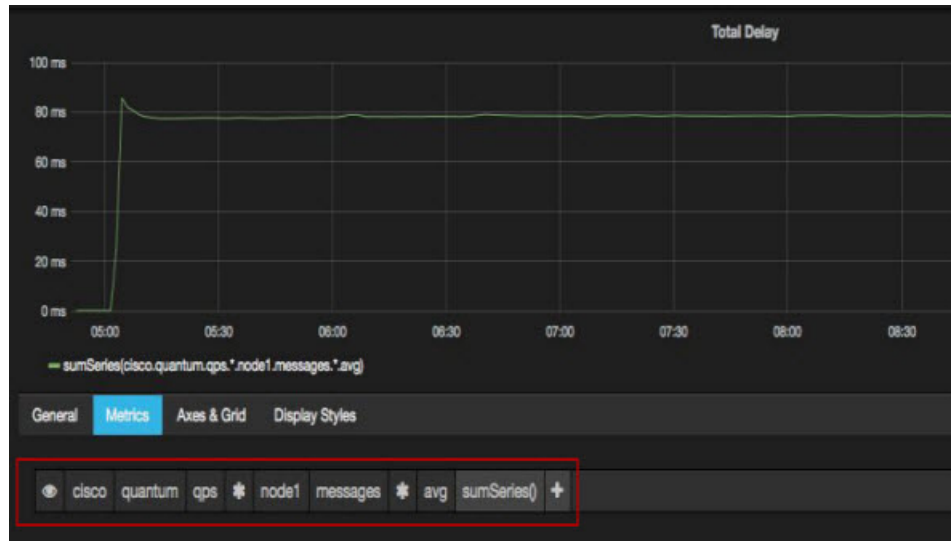 Total Delay
100 ms
80 ms
60 ms
40 ms
20 ms
0 ms
05:00 05:30 06:00 06:30 07:00 07:30 08:00 08:30
sumSeries(cisco.quantum.qps.*.node1.messages.*.avg)
General Metrics Axes & Grid Display Styles
cisco quantum qps * node1 messages * avg sumSeries() +